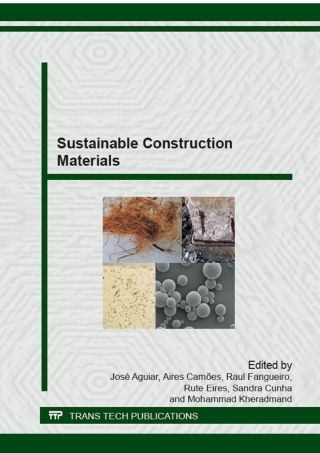 Sustainable Construction
Materials
Edited by
José Aguiar, Aires Camões, Raul Fangueiro,
Rute Eires, Sandra Cunha
and Mohammad Kheradmand
TTP TRANS TECH PUBLICATIONS